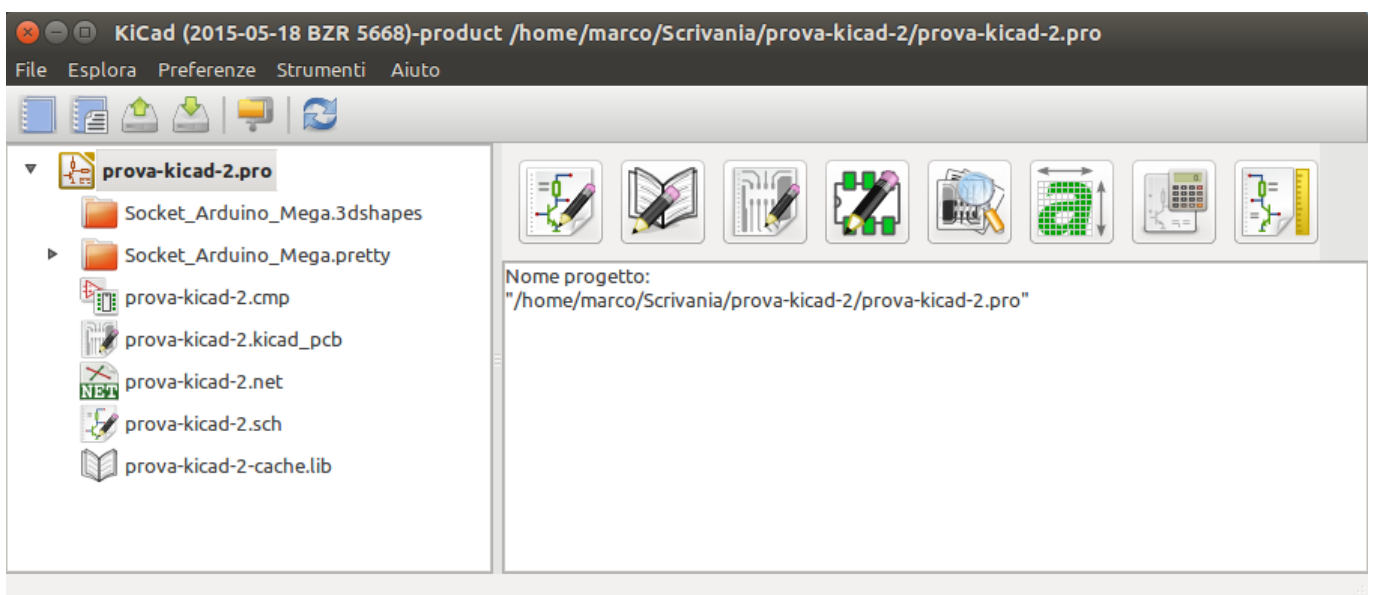 KiCad (2015-05-18 BZR 5668)-product /home/marco/Scrivania/prova-kicad-2/prova-kicad-2.pro
File Esplora Preferenze Strumenti Aiuto
prova-kicad-2.pro
Socket_Arduino_Mega.3dshapes
Socket_Arduino_Mega.pretty
prova-kicad-2.cmp
prova-kicad-2.kicad_pcb
NET prova-kicad-2.net
prova-kicad-2.sch
prova-kicad-2-cache.lib
a
Nome progetto:
"/home/marco/Scrivania/prova-kicad-2/prova-kicad-2.pro"